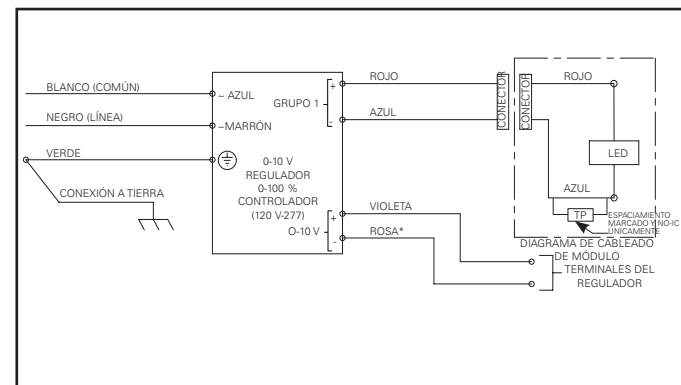 BLANCO (COMÚN)
NEGRO (LÍNEA)
VERDE
CONEXIÓN A TIERRA
~ AZUL
~MARRÓN
GRUPO 1
+
-
0-10 V
REGULADOR
0-100 %
CONTROLADOR
(120 V-277)
O-10 V
+
-
ROJO
AZUL
VIOLETA
ROSA*
CONECTOR
CONECTOR
ROJO
LED
AZUL
TP
ESPACIAMIENTO
MARCADO Y NO-IC
ÚNICAMENTE
DIAGRAMA DE CABLEADO
DE MÓDULO
TERMINALES DEL
REGULADOR